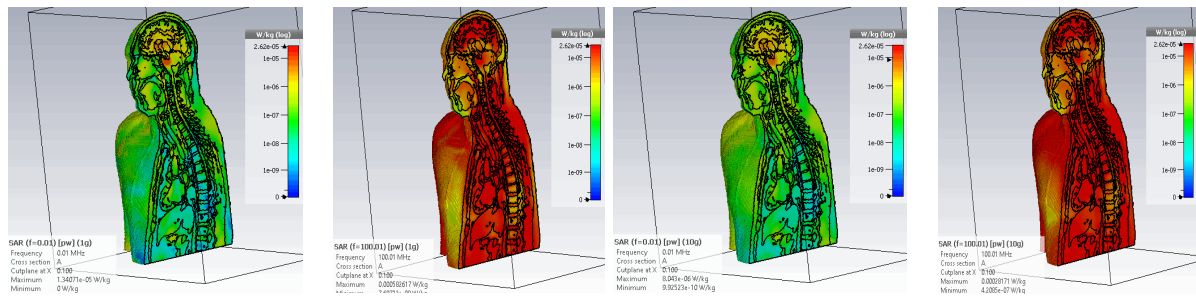 W/kg (log)
2.62e-05
1e-05
1e-06
1e-07
1e-08
1e-09
0
SAR (f=0.01) [pw] (1g)
Frequency 0.01 MHz
Cross section A
Cutplane at X 0.100
Maximum 1.34071e-05 W/kg
Minimum 0 W/kg
W/kg (log)
2.62e-05
1e-05
1e-06
1e-07
1e-08
1e-09
0
SAR (f=100.01) [pw] (1g)
Frequency 100.01 MHz
Cross section A
Cutplane at X 0.100
Maximum 0.000582617 W/kg
Minimum
W/kg (log)
2.62e-05
1e-05
1e-06
1e-07
1e-08
1e-09
0
SAR (f=0.01) [pw] (10g)
Frequency 0.01 MHz
Cross section A
Cutplane at X 0.100
Maximum 8.043e-06 W/kg
Minimum 9.92523e-10 W/kg
W/kg (log)
2.62e-05
1e-05
1e-06
1e-07
1e-08
1e-09
0
SAR (f=100.01) [pw] (10g)
Frequency 100.01 MHz
Cross section A
Cutplane at X 0.100
Maximum 0.00028171 W/kg
Minimum 4.2085e-07 W/kg